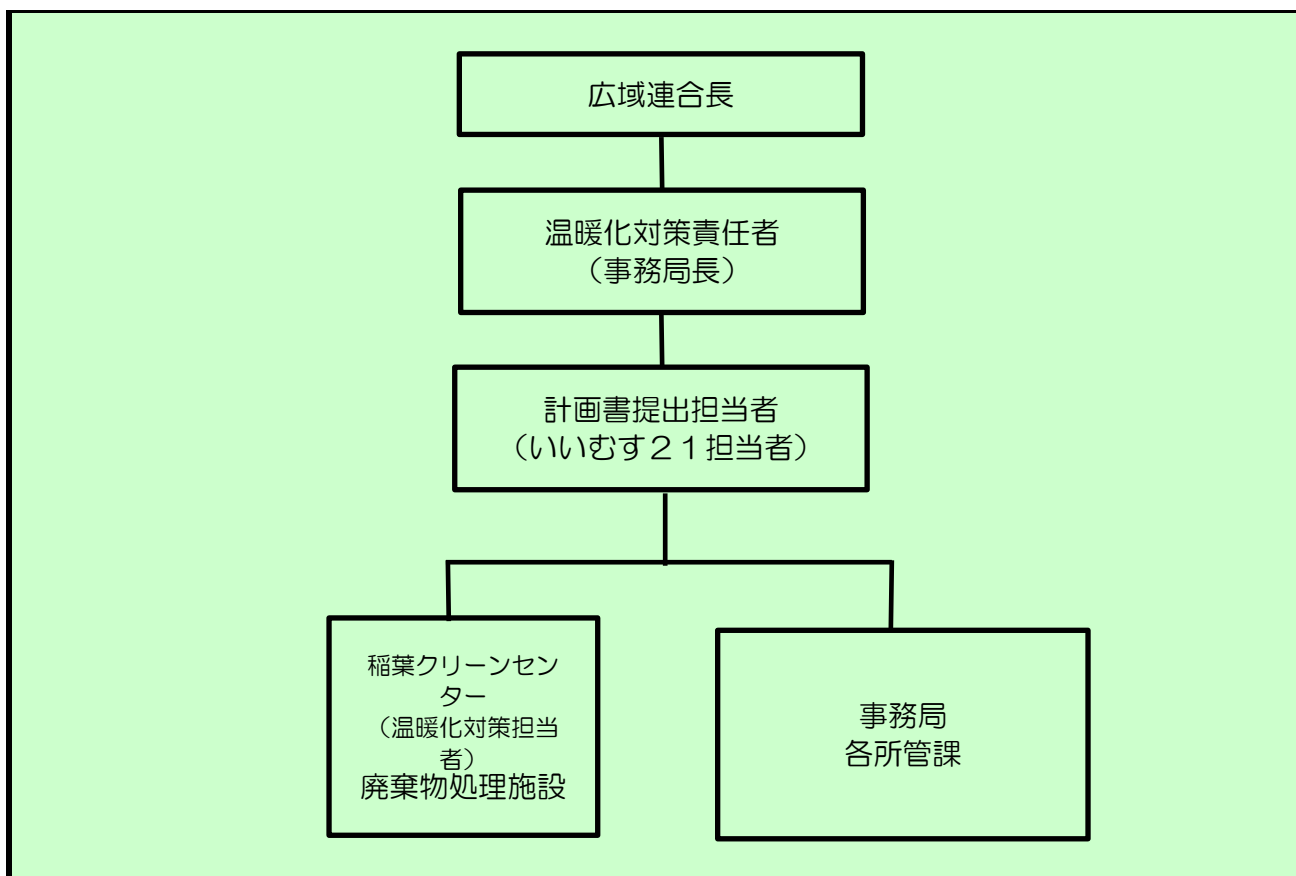 広域連合長
温暖化対策責任者
（事務局長）
計画書提出担当者
（いいむす２１担当者）
稲葉クリーンセン
ター
（温暖化対策担当
者）
廃棄物処理施設
事務局
各所管課